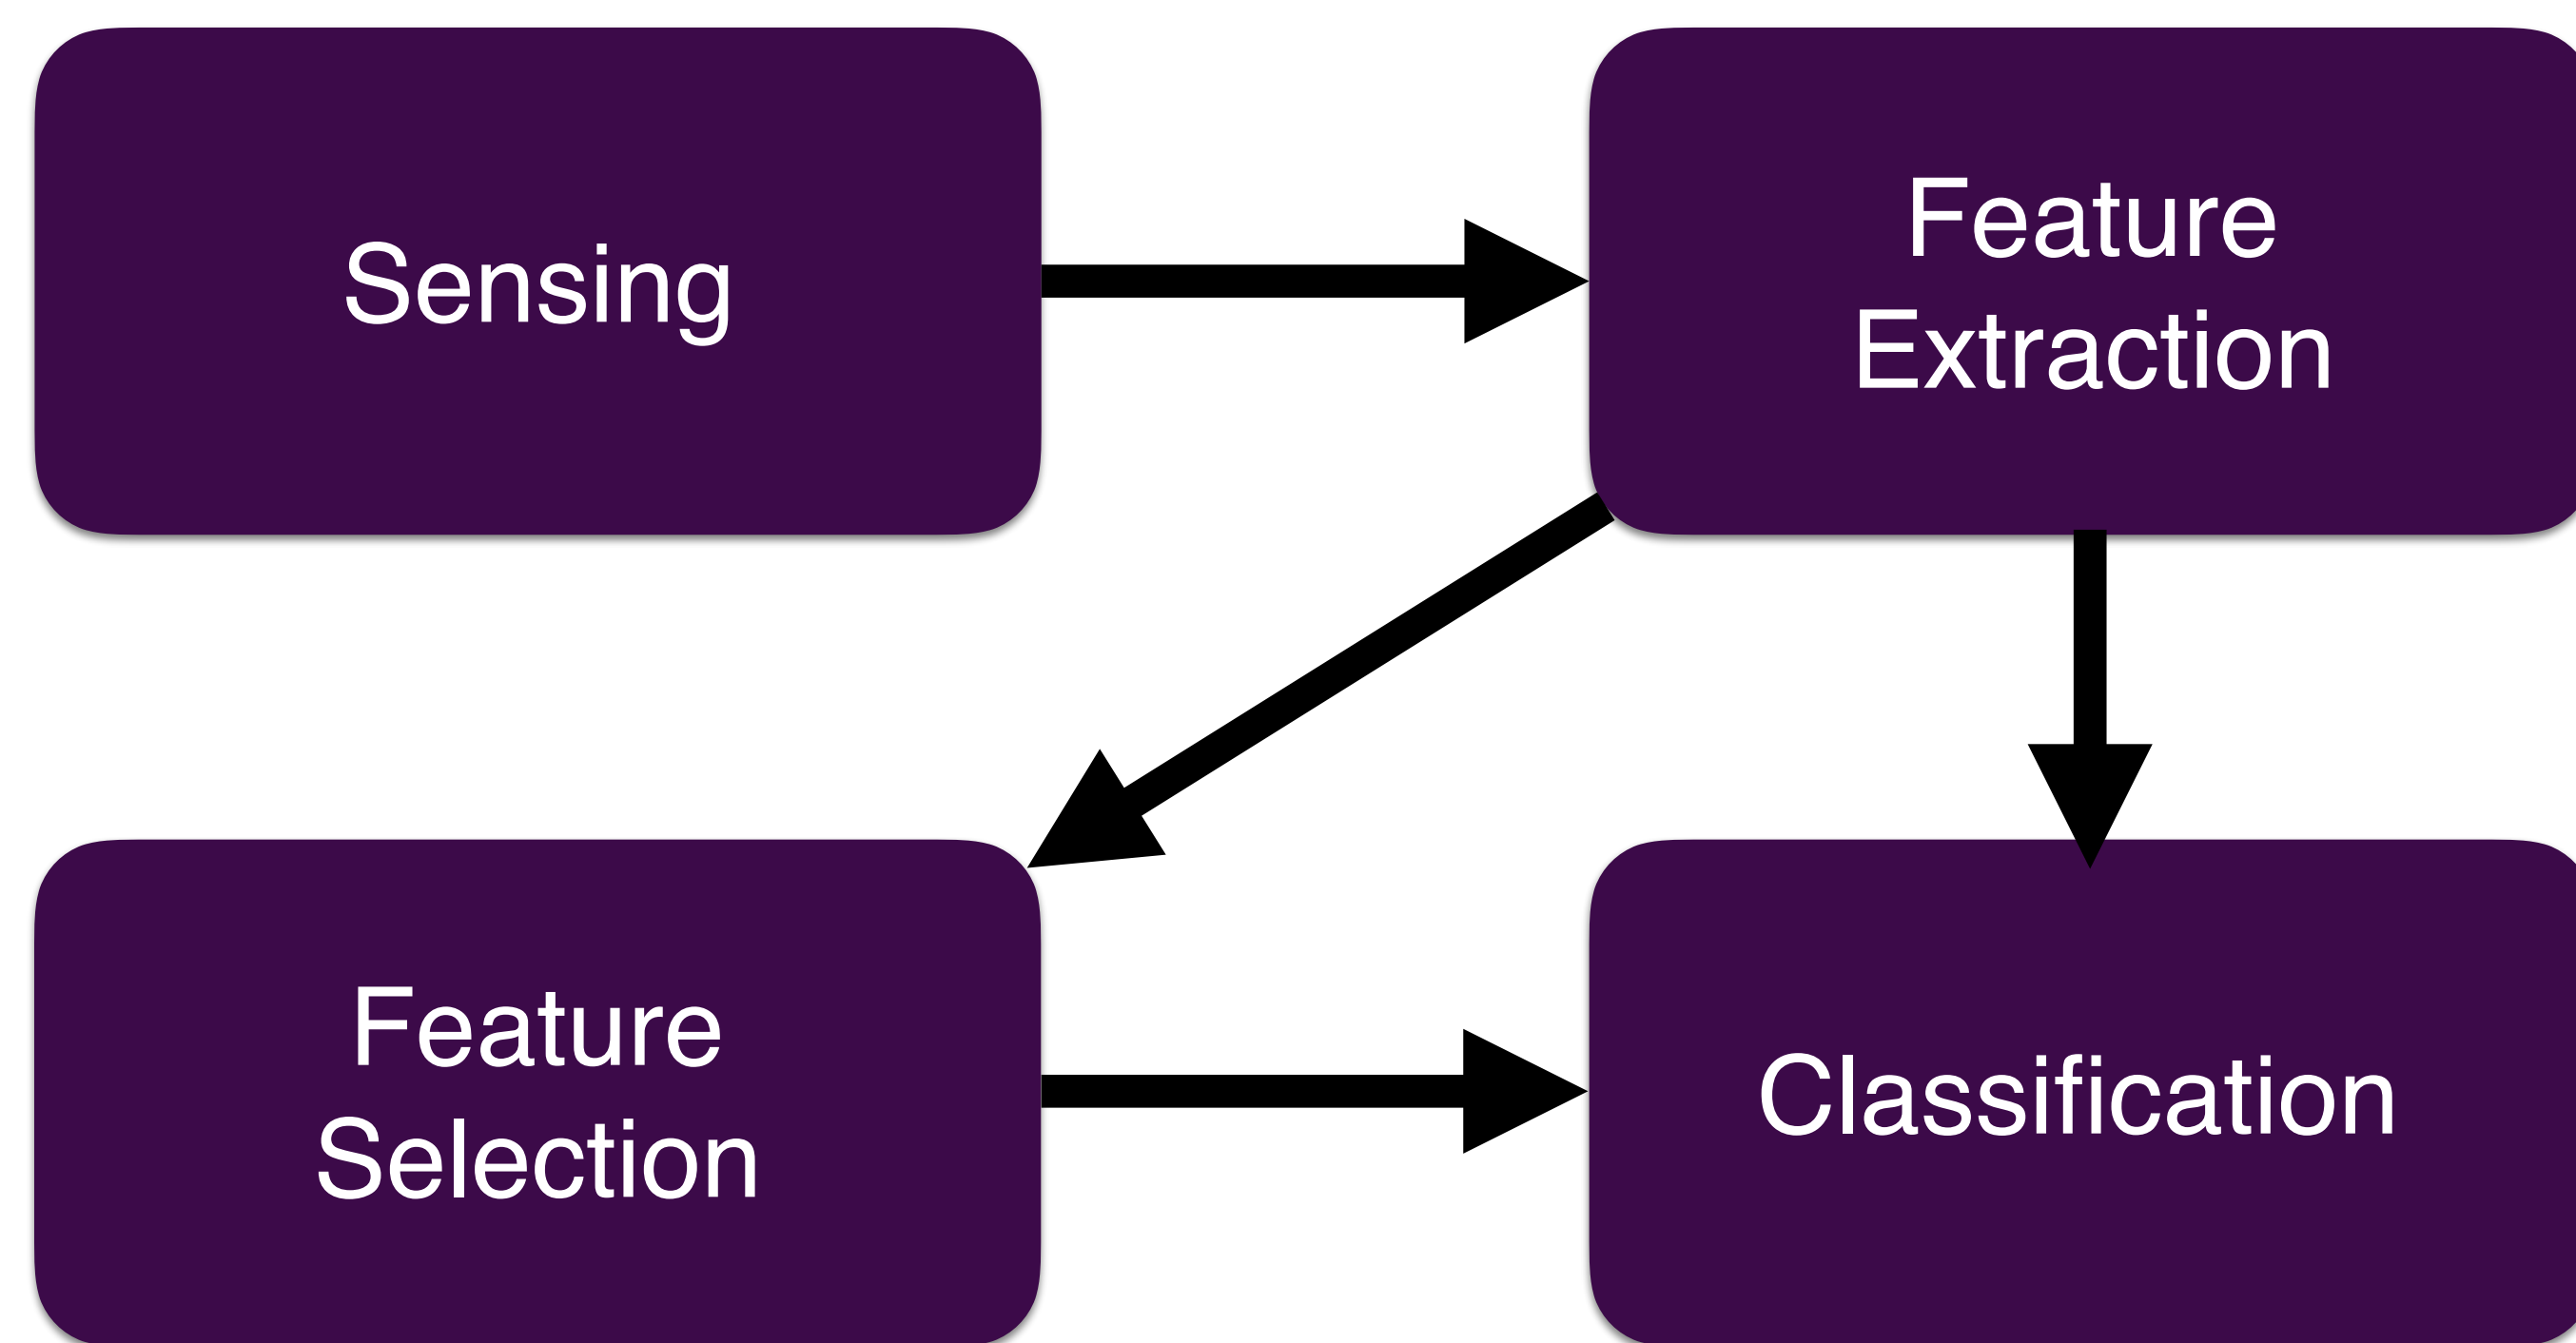 Sensing
Feature
Extraction
Feature
Selection
Classification